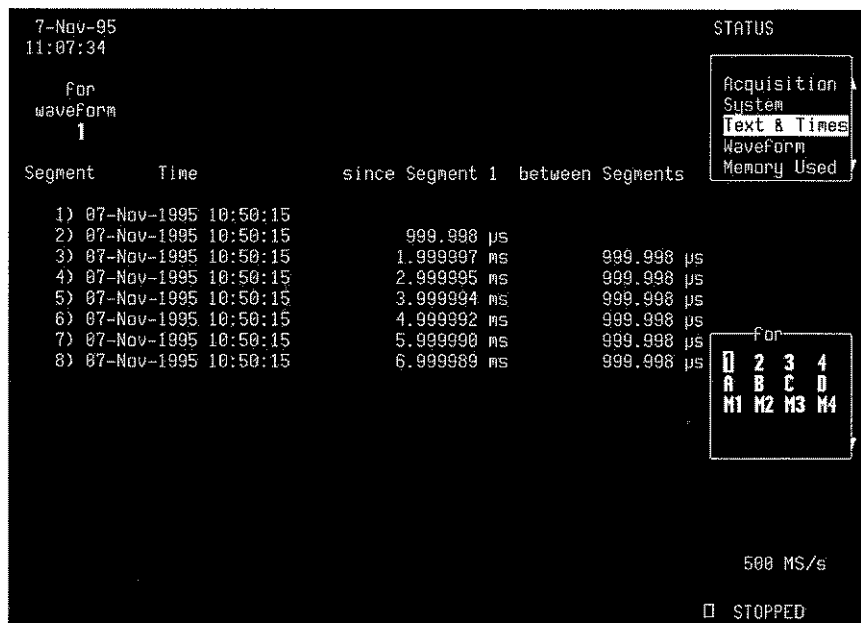 7-Nov-95
11:07:34
STATUS
for
waveform
1
Acquisition
System
Text & Times
Waveform
Memory Used
Segment Time since Segment 1 between Segments
1) 07-Nov-1995 10:50:15
2) 07-Nov-1995 10:50:15 999.998 µs
3) 07-Nov-1995 10:50:15 1.999997 ms 999.998 µs
4) 07-Nov-1995 10:50:15 2.999995 ms 999.998 µs
5) 07-Nov-1995 10:50:15 3.999994 ms 999.998 µs
6) 07-Nov-1995 10:50:15 4.999992 ms 999.998 µs
7) 07-Nov-1995 10:50:15 5.999990 ms 999.998 µs
8) 07-Nov-1995 10:50:15 6.999989 ms 999.998 µs
for
1 2 3 4
A B C D
M1 M2 M3 M4
500 MS/s
STOPPED